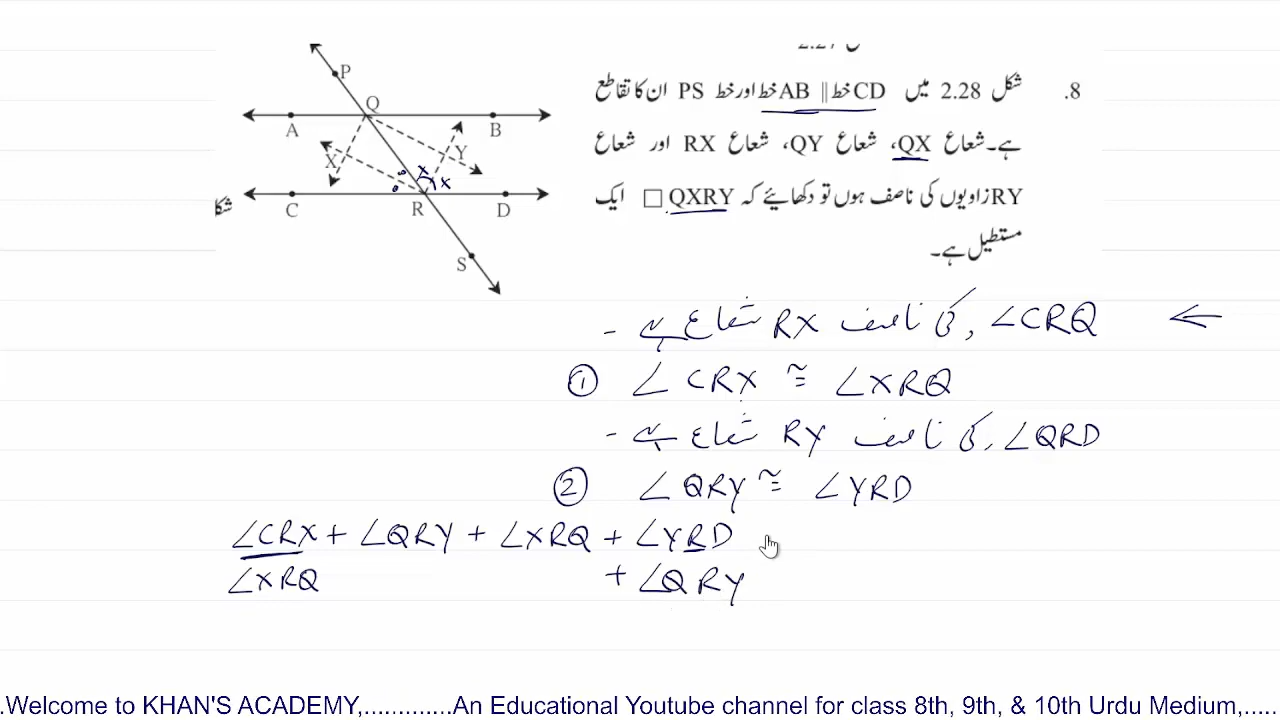 8. شکل 2.28 میں خط AB || خط CD اور خط PS ان کا تقاطع
ہے۔ شعاع QX، شعاع QY، شعاع RX اور شعاع
RY زاویوں کی ناصف ہوں تو دکھائیے کہ □ QXRY ایک
مستطیل ہے۔
P
Q
A
B
X
Y
x
x
C
R
D
S
∠CRQ کی ناصف شعاع RX ہے -
① ∠CRX ≅ ∠XRQ
∠QRD کی ناصف شعاع RY ہے -
② ∠QRY ≅ ∠YRD
∠CRX + ∠QRY + ∠XRQ + ∠YRD
∠XRQ + ∠QRY
.Welcome to KHAN'S ACADEMY,.............An Educational Youtube channel for class 8th, 9th, & 10th Urdu Medium,.....